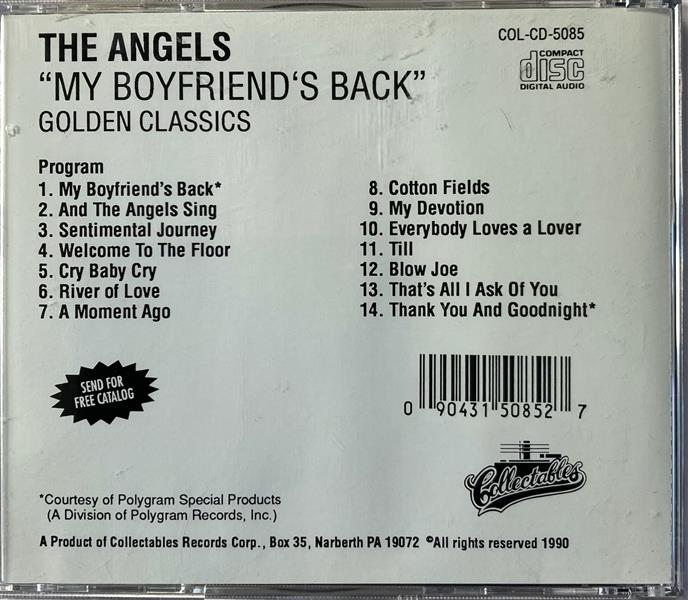 THE ANGELS
"MY BOYFRIEND'S BACK"
GOLDEN CLASSICS
COL-CD-5085
COMPACT
disc
DIGITAL AUDIO
Program
1. My Boyfriend's Back*
2. And The Angels Sing
3. Sentimental Journey
4. Welcome To The Floor
5. Cry Baby Cry
6. River of Love
7. A Moment Ago
8. Cotton Fields
9. My Devotion
10. Everybody Loves a Lover
11. Till
12. Blow Joe
13. That's All I Ask Of You
14. Thank You And Goodnight*
SEND FOR
FREE CATALOG
0 90431 50852 7
Collectables
*Courtesy of Polygram Special Products
(A Division of Polygram Records, Inc.)
A Product of Collectables Records Corp., Box 35, Narberth PA 19072 ©All rights reserved 1990